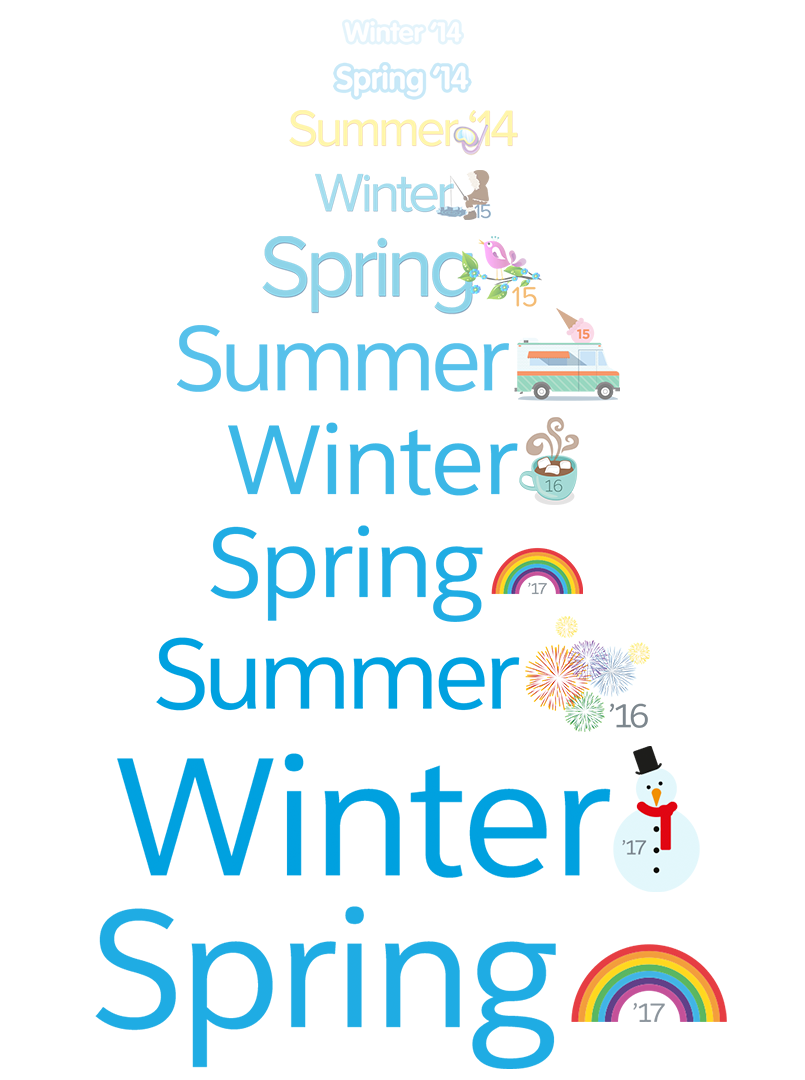 Winter ‘14
Spring ‘14
Summer ‘14
Winter 15
Spring 15
Summer 15
Winter 16
Spring ’17
Summer ’16
Winter ’17
Spring ’17